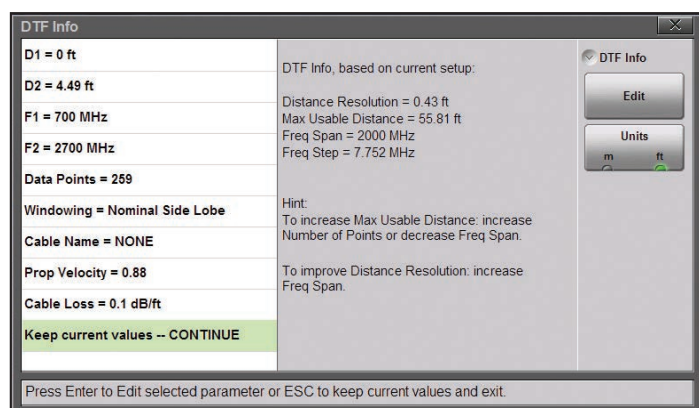 DTF Info
D1 = 0 ft
D2 = 4.49 ft
F1 = 700 MHz
F2 = 2700 MHz
Data Points = 259
Windowing = Nominal Side Lobe
Cable Name = NONE
Prop Velocity = 0.88
Cable Loss = 0.1 dB/ft
Keep current values -- CONTINUE
DTF Info, based on current setup:
Distance Resolution = 0.43 ft
Max Usable Distance = 55.81 ft
Freq Span = 2000 MHz
Freq Step = 7.752 MHz
Hint:
To increase Max Usable Distance: increase
Number of Points or decrease Freq Span.
To improve Distance Resolution: increase
Freq Span.
DTF Info
Edit
Units
m ft
Press Enter to Edit selected parameter or ESC to keep current values and exit.